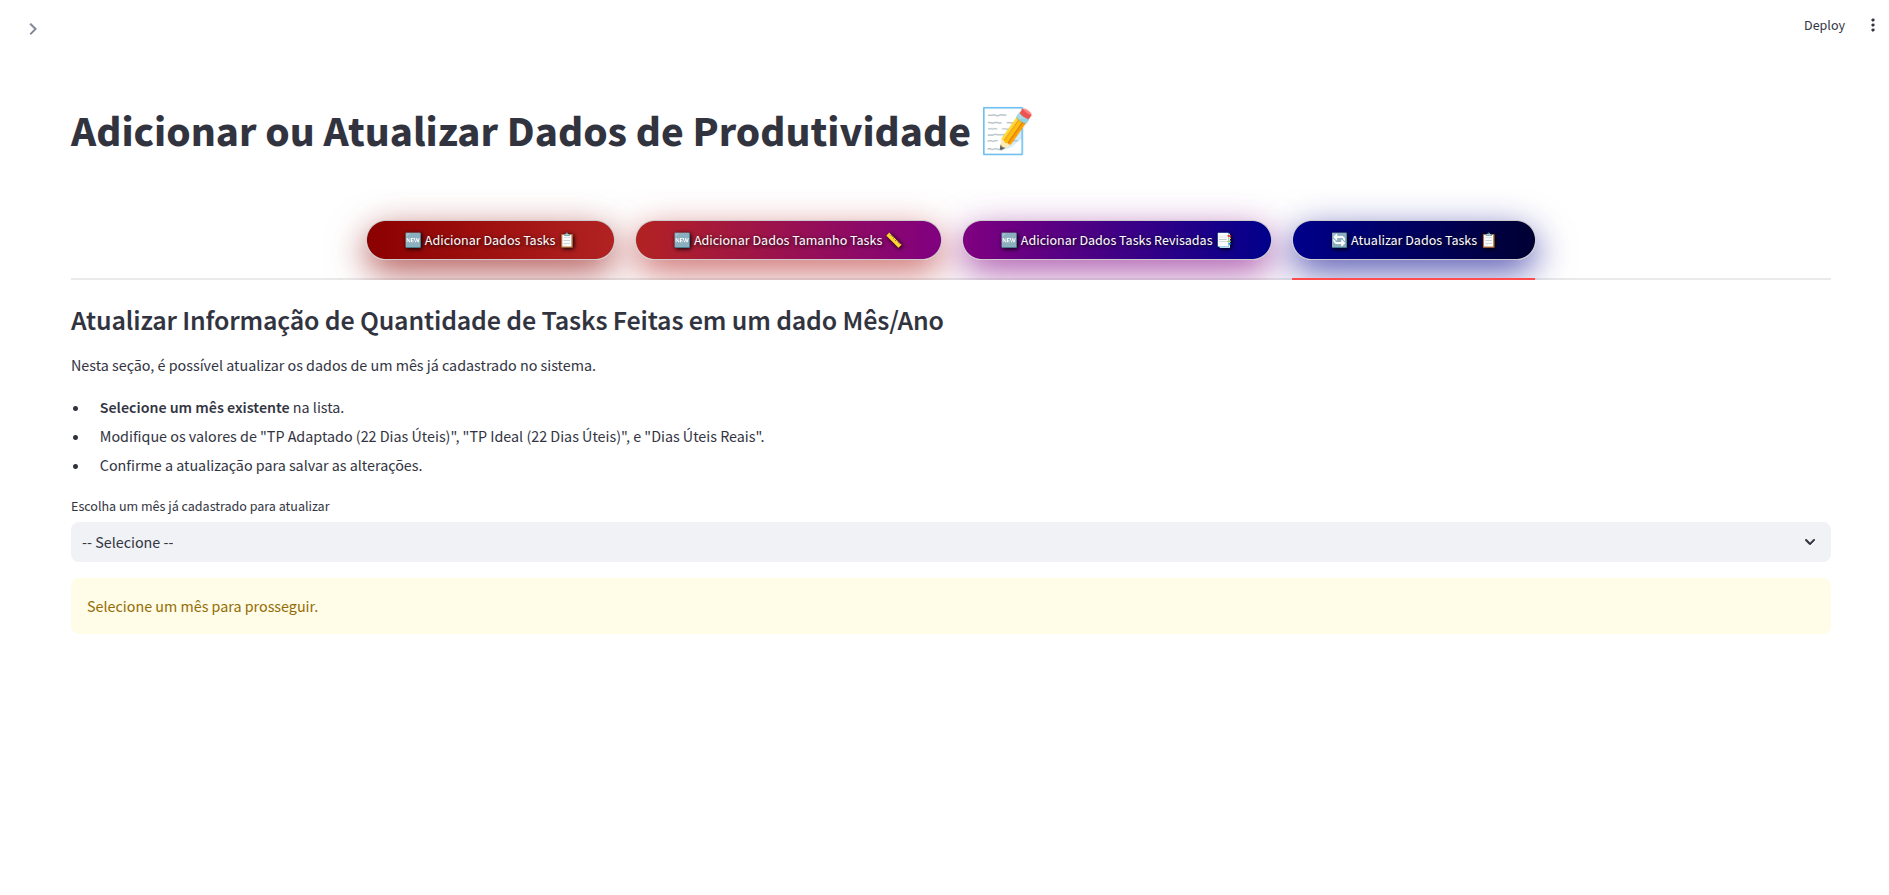 Deploy
Adicionar ou Atualizar Dados de Produtividade 📝
🆕 Adicionar Dados Tasks 📋
🆕 Adicionar Dados Tamanho Tasks 📏
🆕 Adicionar Dados Tasks Revisadas 📑
🔄 Atualizar Dados Tasks 📋
Atualizar Informação de Quantidade de Tasks Feitas em um dado Mês/Ano
Nesta seção, é possível atualizar os dados de um mês já cadastrado no sistema.
• Selecione um mês existente na lista.
• Modifique os valores de "TP Adaptado (22 Dias Úteis)", "TP Ideal (22 Dias Úteis)", e "Dias Úteis Reais".
• Confirme a atualização para salvar as alterações.
Escolha um mês já cadastrado para atualizar
-- Selecione --
Selecione um mês para prosseguir.